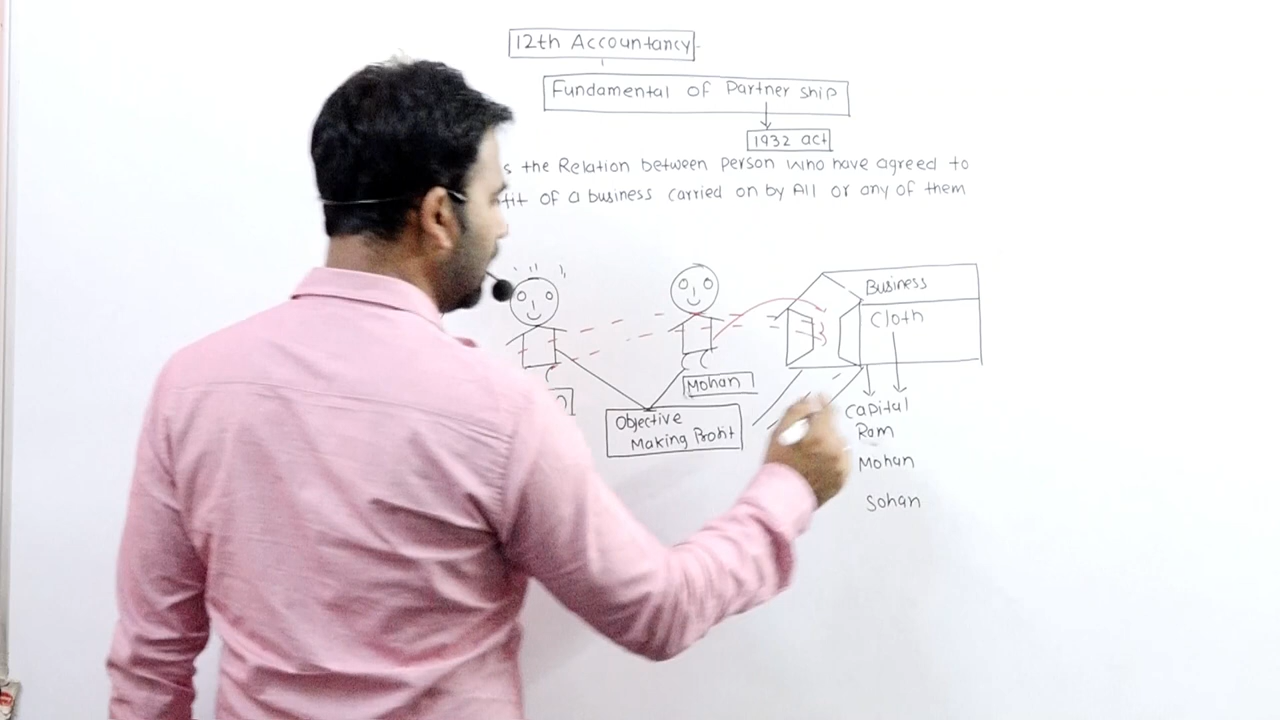 12th Accountancy
Fundamental of Partner ship
1932 act
the Relation between person who have agreed to
of a business carried on by All or any of them
Business
Cloth
Mohan
Objective
Making Profit
Capital
Ram
Mohan
Sohan